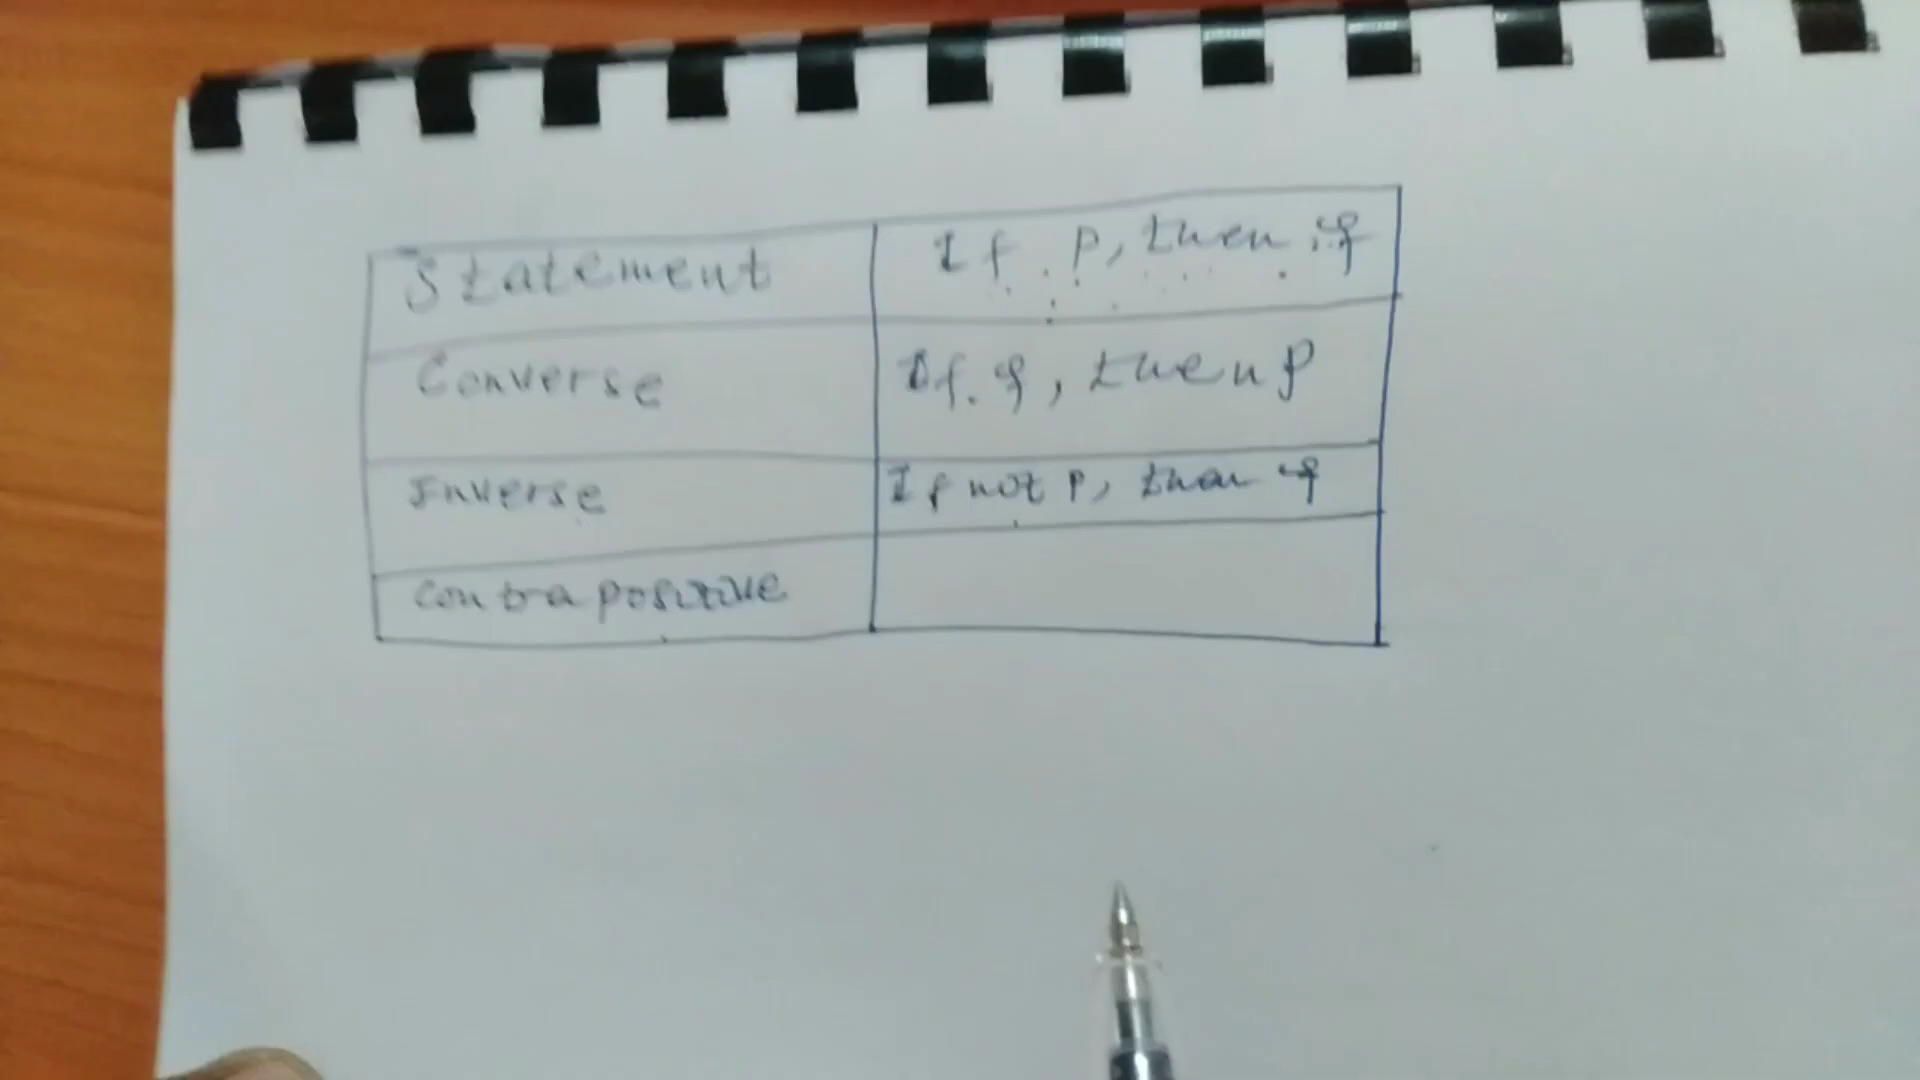 Statement If p, then q
Converse If q, then p
Inverse If not p, then q
Contrapositive